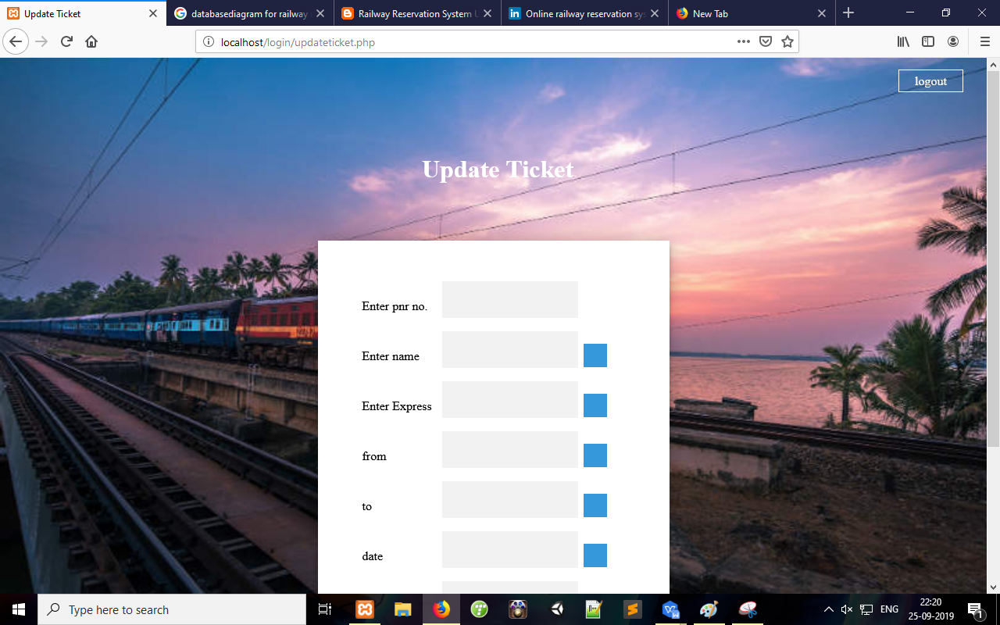 Update Ticket
databasediagram for railway
Railway Reservation System U
Online railway reservation sys
New Tab
localhost/login/updateticket.php
logout
Update Ticket
Enter pnr no.
Enter name
Enter Express
from
to
date
Type here to search
ENG
22:20
25-09-2019
1